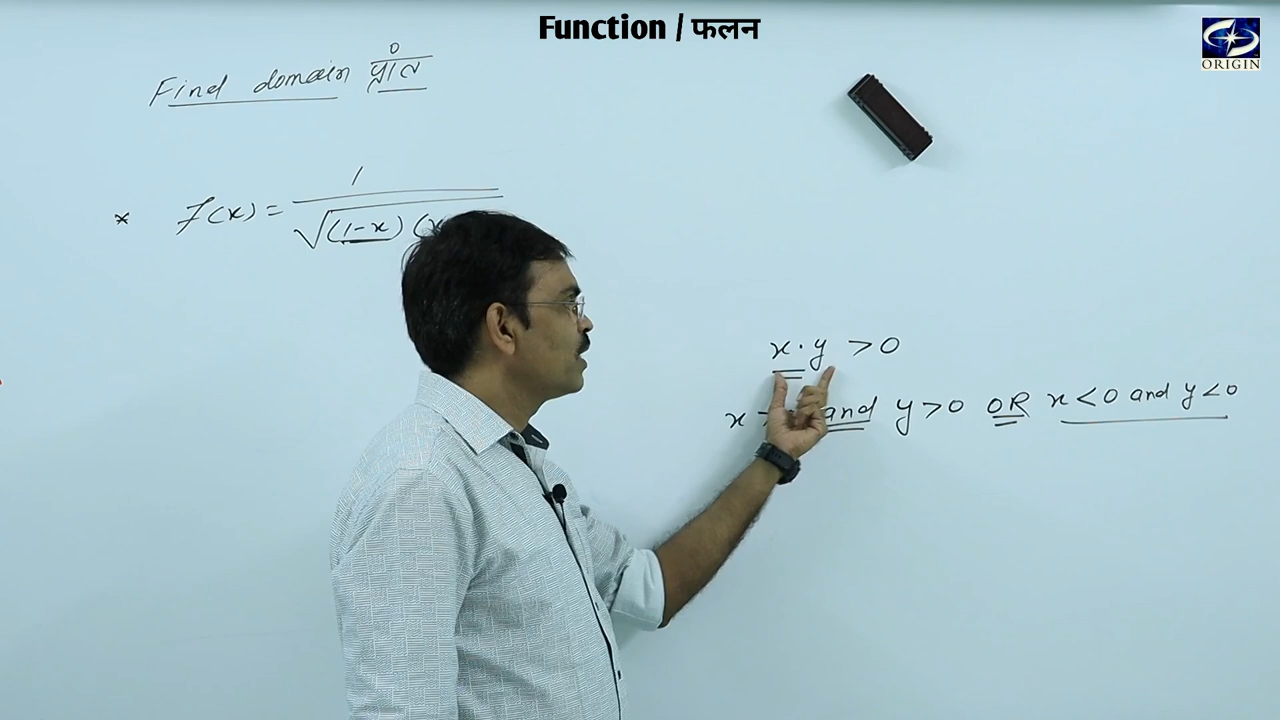 Function / फलन
ORIGIN
Find domain प्रांत
* f(x) = 1
√(1-x) (x
x · y > 0
x and y > 0 OR x < 0 and y < 0